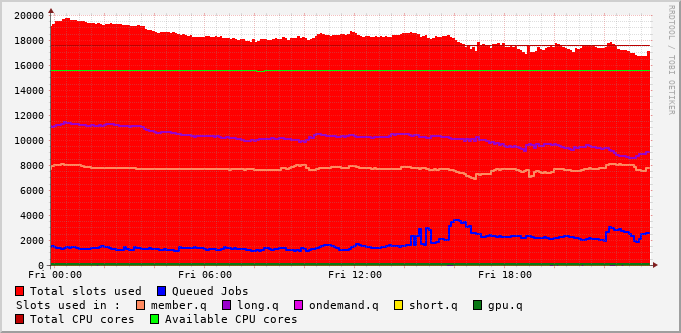 20000
18000
16000
14000
12000
10000
8000
6000
4000
2000
0
Fri 00:00 Fri 06:00 Fri 12:00 Fri 18:00
RRDTOOL / TOBI OETIKER
Total slots used Queued Jobs
Slots used in : member.q long.q ondemand.q short.q gpu.q
Total CPU cores Available CPU cores